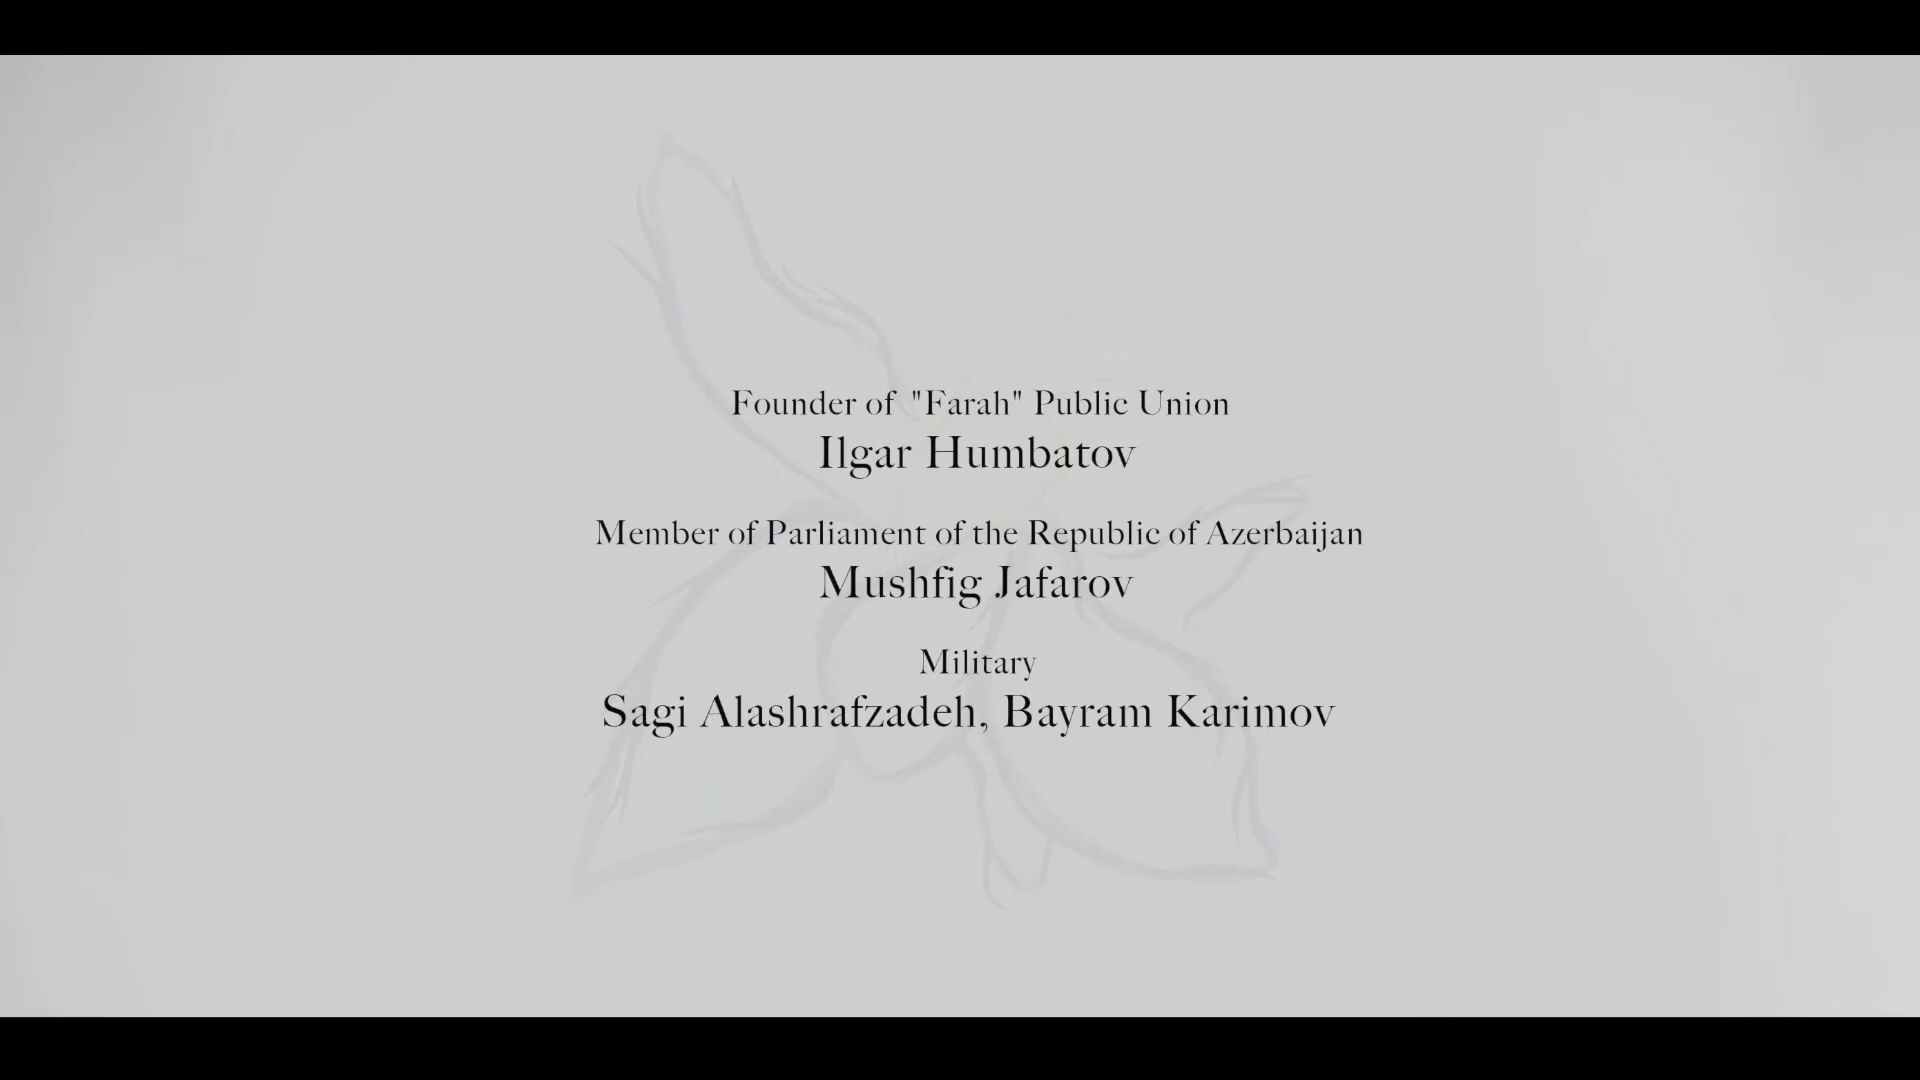 Founder of "Farah" Public Union
Ilgar Humbatov
Member of Parliament of the Republic of Azerbaijan
Mushfig Jafarov
Military
Sagi Alashrafzadeh, Bayram Karimov